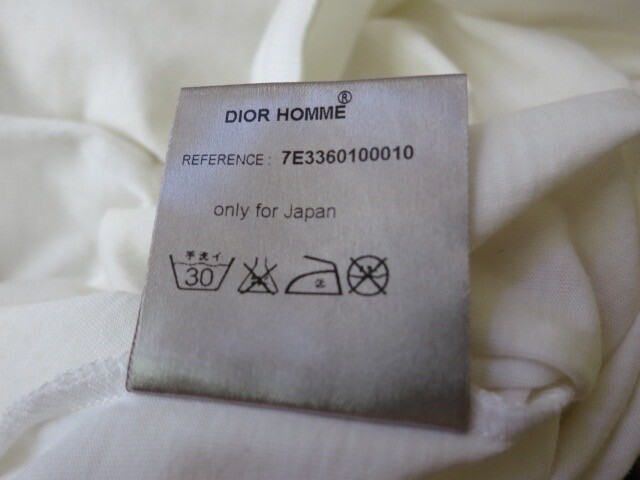 DIOR HOMME®
REFERENCE : 7E3360100010
only for Japan
手洗イ
30